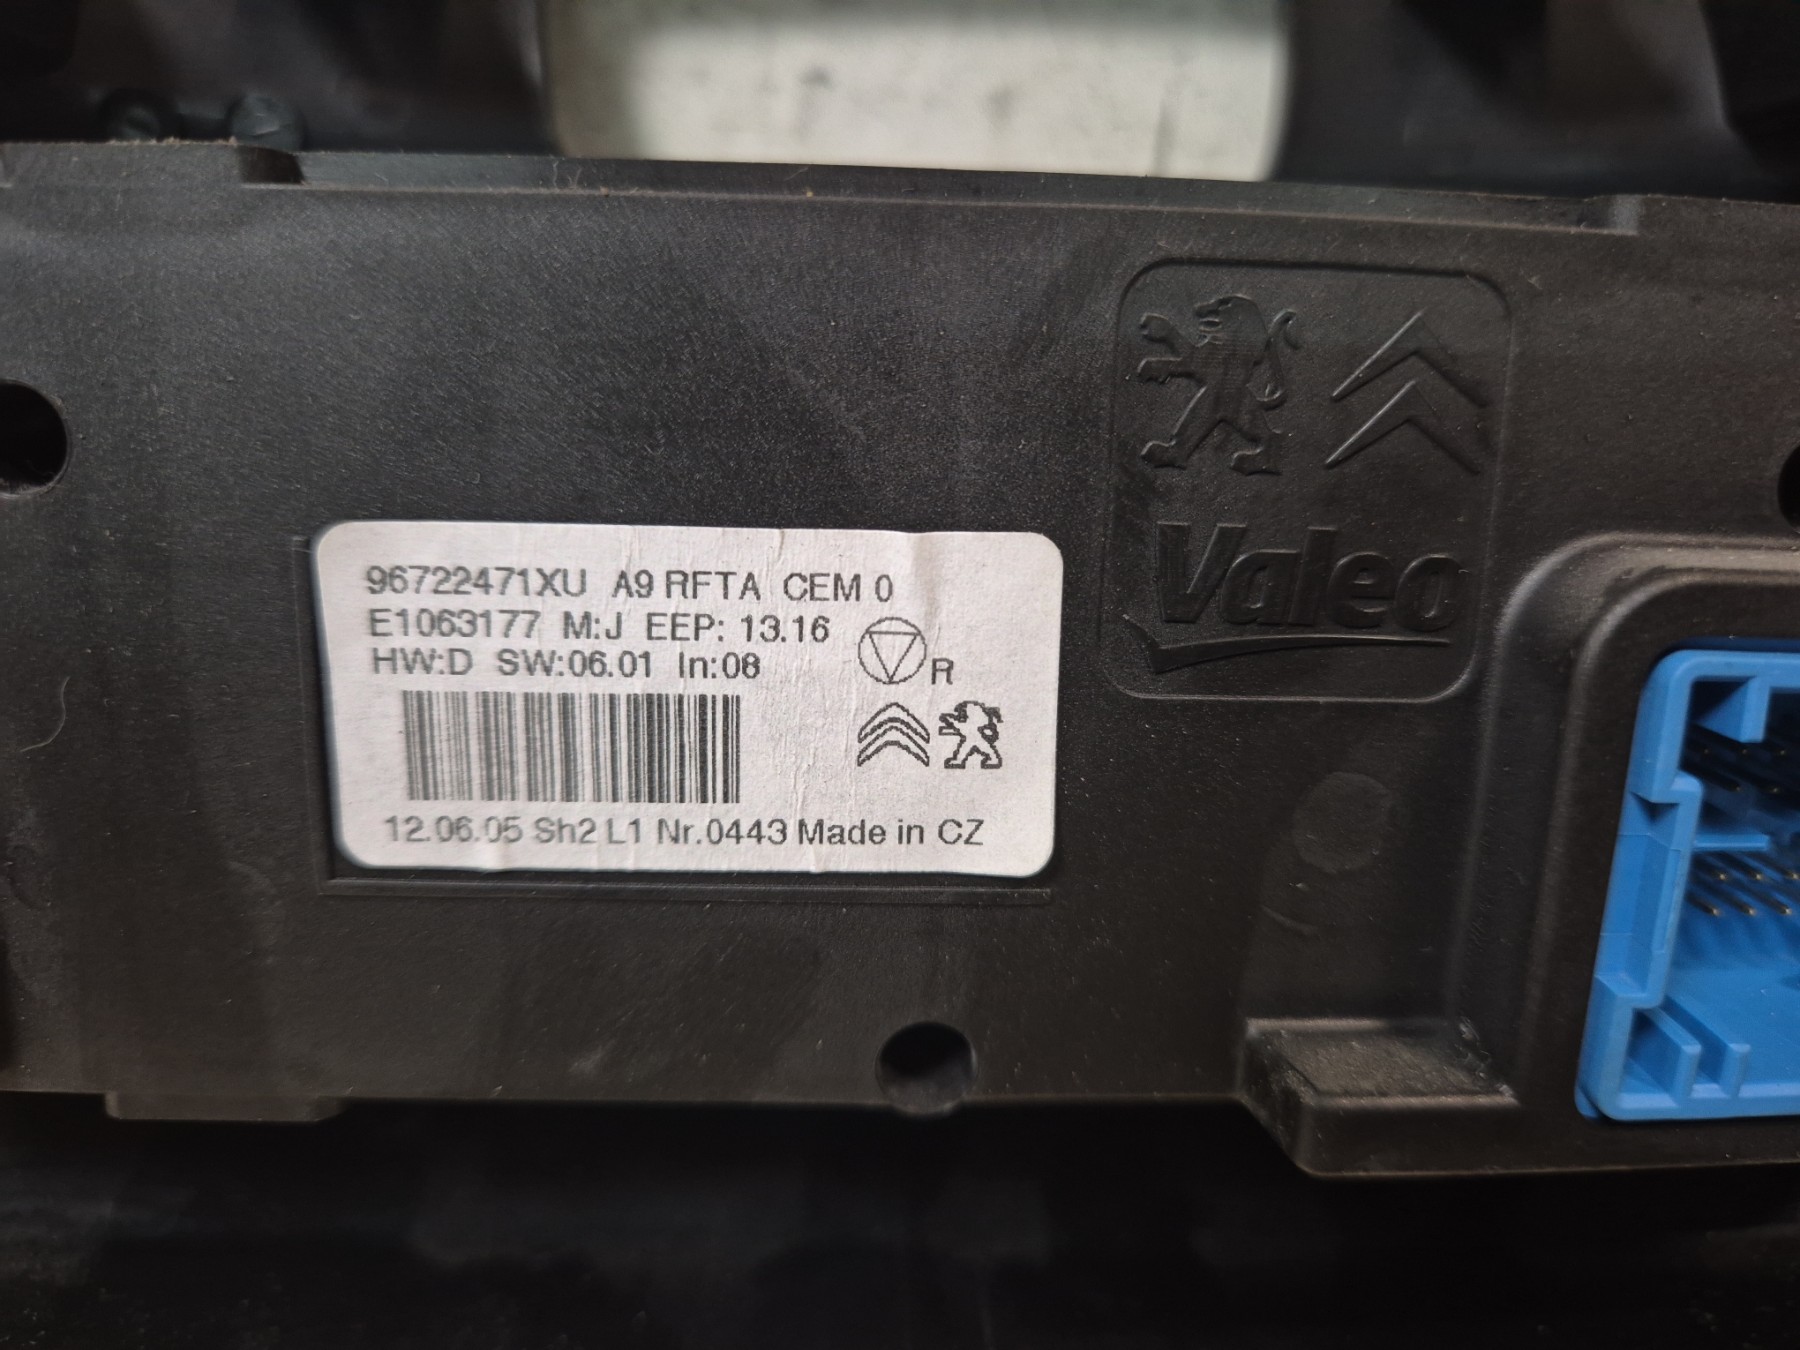 Valeo
96722471XU A9 RFTA CEM 0
E1063177 M:J EEP: 13.16
HW:D SW:06.01 In:08
R
12.06.05 Sh2 L1 Nr.0443 Made in CZ